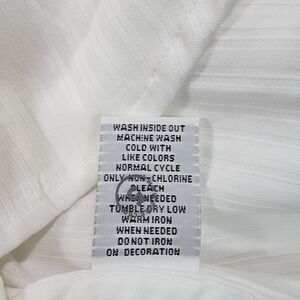 WASH INSIDE OUT
MACHINE WASH
COLD WITH
LIKE COLORS
NORMAL CYCLE
ONLY NON-CHLORINE
BLEACH
WHEN NEEDED
TUMBLE DRY LOW
WARM IRON
WHEN NEEDED
DO NOT IRON
ON DECORATION